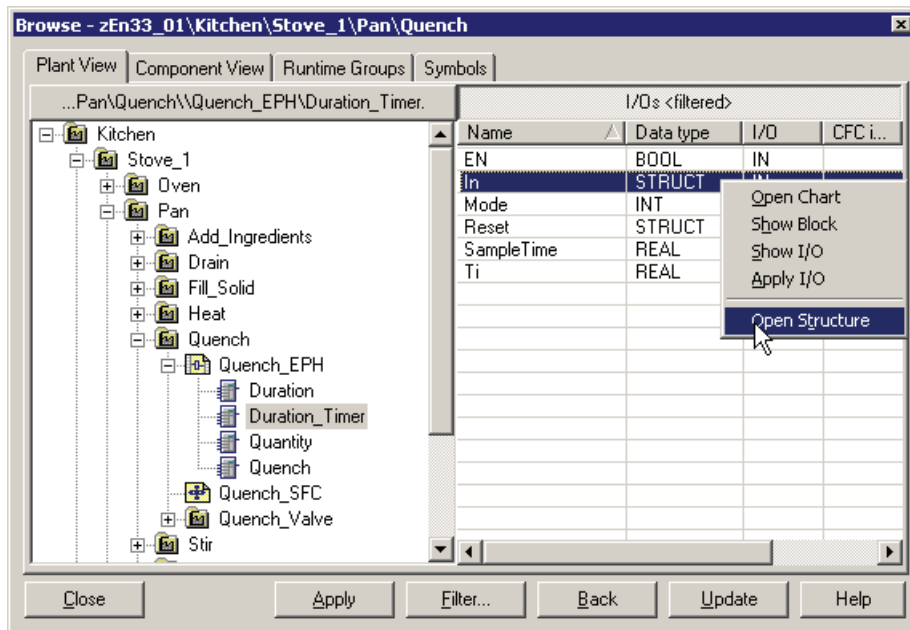 Browse - zEn33_01\Kitchen\Stove_1\Pan\Quench
Plant View Component View Runtime Groups Symbols
...Pan\Quench\\Quench_EPH\Duration_Timer.
I/Os <filtered>
Kitchen
Stove_1
Oven
Pan
Add_Ingredients
Drain
Fill_Solid
Heat
Quench
Quench_EPH
Duration
Duration_Timer
Quantity
Quench
Quench_SFC
Quench_Valve
Stir
Name Data type I/O CFC i...
EN BOOL IN
In STRUCT
Mode INT
Reset STRUCT
SampleTime REAL
Ti REAL
Open Chart
Show Block
Show I/O
Apply I/O
Open Structure
Close Apply Filter... Back Update Help